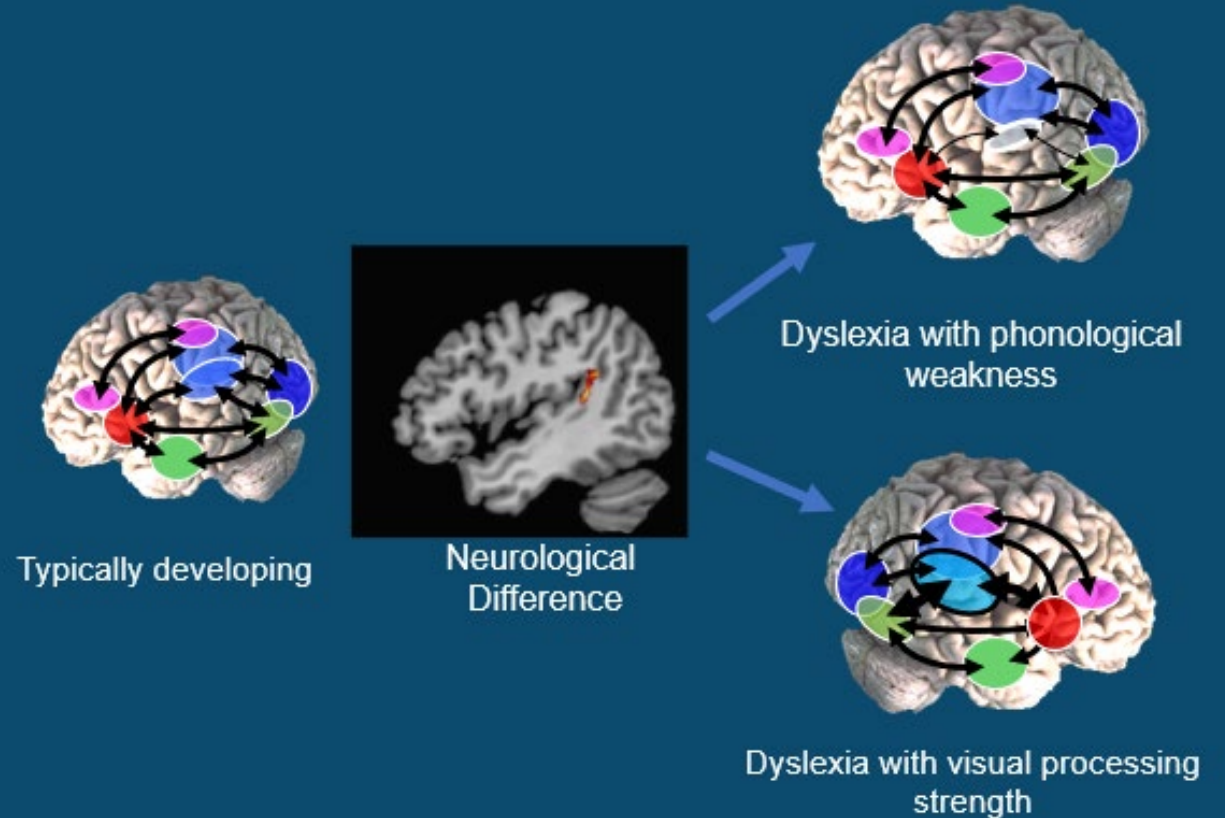 Typically developing
Neurological
Difference
Dyslexia with phonological
weakness
Dyslexia with visual processing
strength